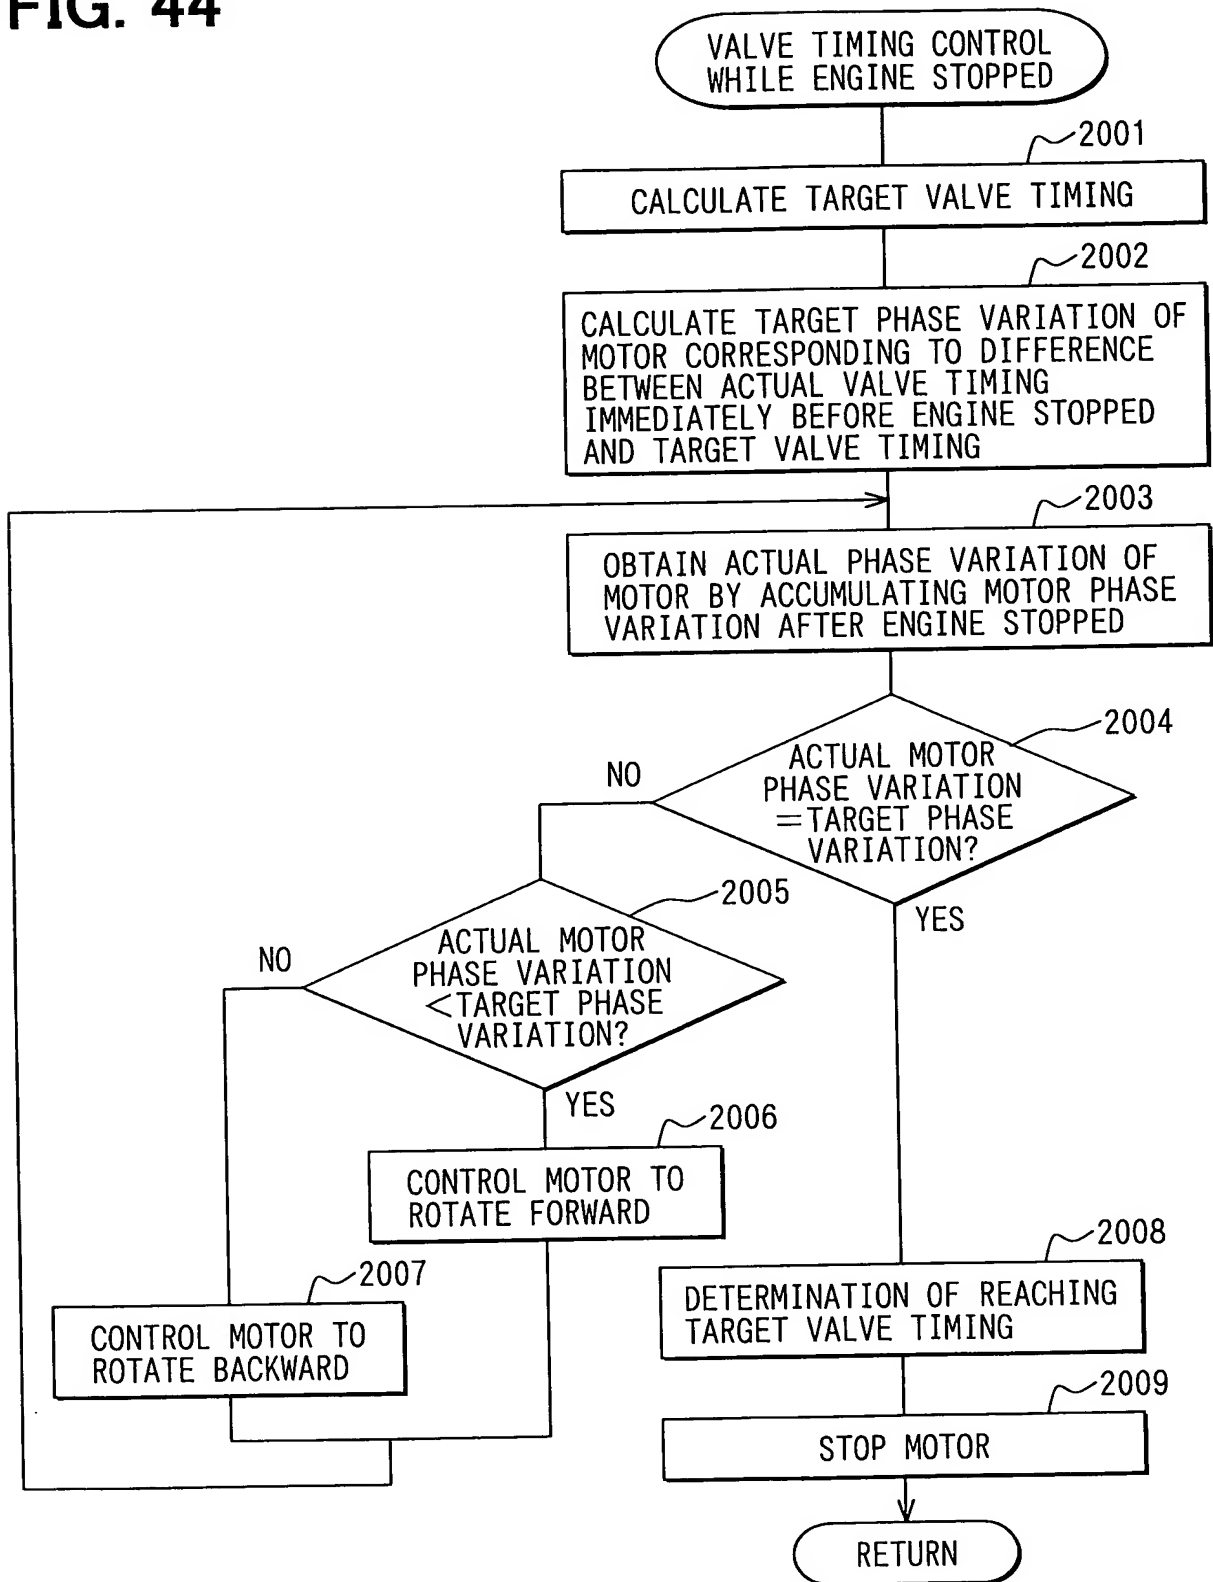 FIG. 44
VALVE TIMING CONTROL
WHILE ENGINE STOPPED
2001
CALCULATE TARGET VALVE TIMING
2002
CALCULATE TARGET PHASE VARIATION OF
MOTOR CORRESPONDING TO DIFFERENCE
BETWEEN ACTUAL VALVE TIMING
IMMEDIATELY BEFORE ENGINE STOPPED
AND TARGET VALVE TIMING
2003
OBTAIN ACTUAL PHASE VARIATION OF
MOTOR BY ACCUMULATING MOTOR PHASE
VARIATION AFTER ENGINE STOPPED
2004
ACTUAL MOTOR
PHASE VARIATION
=TARGET PHASE
VARIATION?
NO
YES
2005
ACTUAL MOTOR
PHASE VARIATION
<TARGET PHASE
VARIATION?
NO
YES
2006
CONTROL MOTOR TO
ROTATE FORWARD
2007
CONTROL MOTOR TO
ROTATE BACKWARD
2008
DETERMINATION OF REACHING
TARGET VALVE TIMING
2009
STOP MOTOR
RETURN